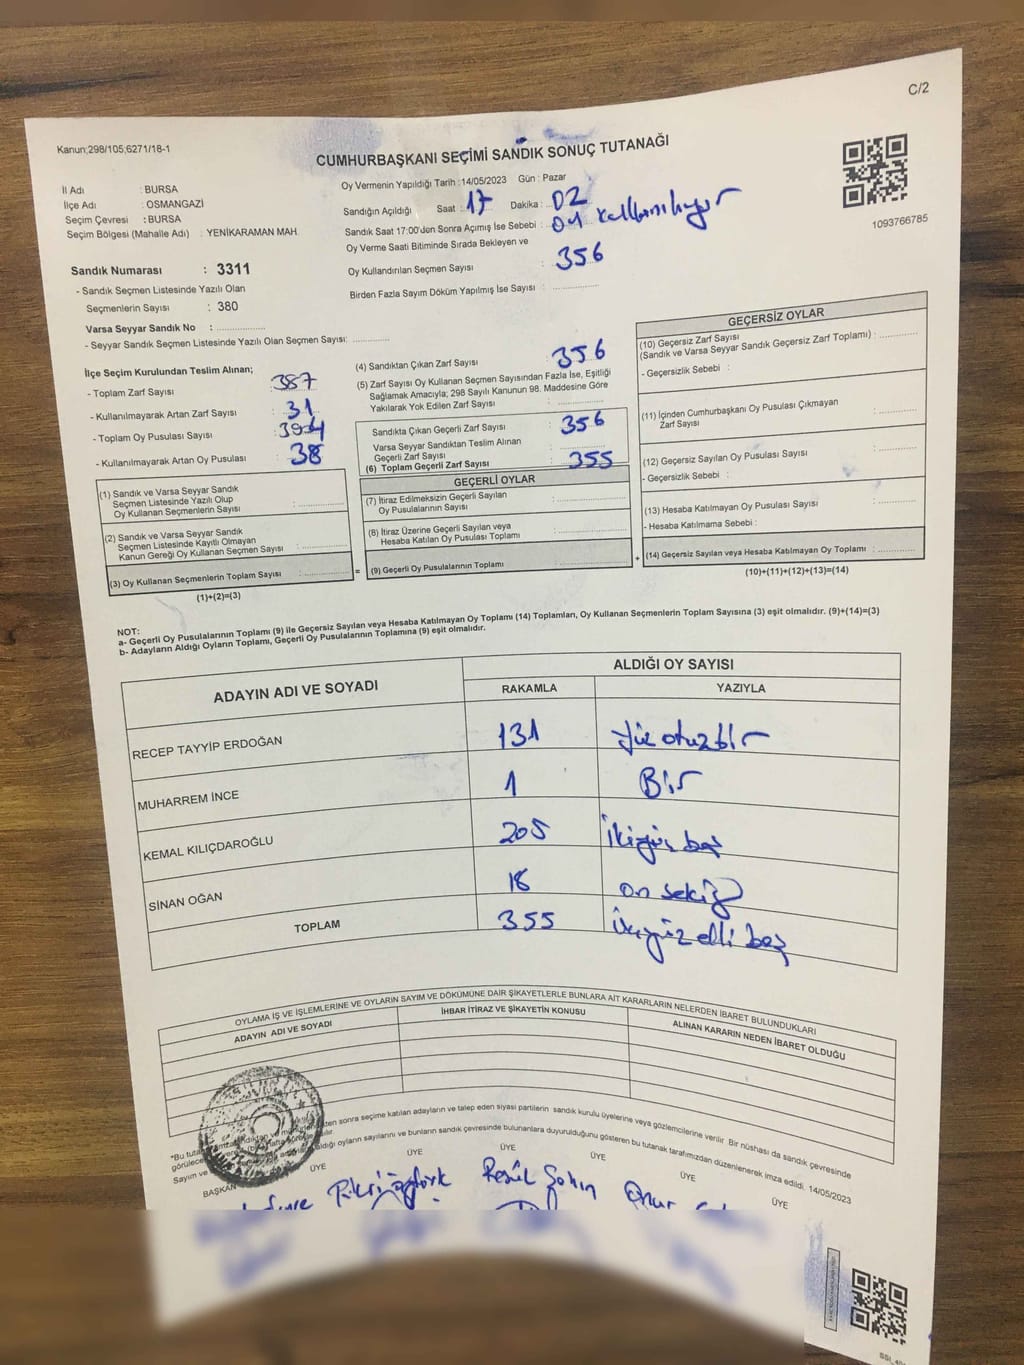 C/2
Kanun;298/105,6271/18-1
CUMHURBAŞKANI SEÇİMİ SANDIK SONUÇ TUTANAĞI
1093766785
İl Adı : BURSA
İlçe Adı : OSMANGAZİ
Seçim Çevresi : BURSA
Seçim Bölgesi (Mahalle Adı) : YENİKARAMAN MAH.
Oy Vermenin Yapıldığı Tarih :14/05/2023 Gün : Pazar
Sandığın Açıldığı Saat : 17 Dakika : 02
Sandık Saat 17:00'den Sonra Açımış İse Sebebi : oy kullanılıyor
Oy Verme Saati Bitiminde Sırada Bekleyen ve
Oy Kullandırılan Seçmen Sayısı : 356
Birden Fazla Sayım Döküm Yapılmış İse Sayısı :
Sandık Numarası : 3311
- Sandık Seçmen Listesinde Yazılı Olan
Seçmenlerin Sayısı : 380
Varsa Seyyar Sandık No :
- Seyyar Sandık Seçmen Listesinde Yazılı Olan Seçmen Sayısı:
İlçe Seçim Kurulundan Teslim Alınan;
- Toplam Zarf Sayısı : 387
- Kullanılmayarak Artan Zarf Sayısı : 31
- Toplam Oy Pusulası Sayısı :
- Kullanılmayarak Artan Oy Pusulası : 38
(4) Sandıktan Çıkan Zarf Sayısı : 356
(5) Zarf Sayısı Oy Kullanan Seçmen Sayısından Fazla İse, Eşitliği
Sağlamak Amacıyla; 298 Sayılı Kanunun 98. Maddesine Göre
Yakılarak Yok Edilen Zarf Sayısı :
Sandıkta Çıkan Geçerli Zarf Sayısı : 356
Varsa Seyyar Sandıktan Teslim Alınan
Geçerli Zarf Sayısı :
(6) Toplam Geçerli Zarf Sayısı : 355
GEÇERSİZ OYLAR
(10) Geçersiz Zarf Sayısı
(Sandık ve Varsa Seyyar Sandık Geçersiz Zarf Toplamı) :
- Geçersizlik Sebebi :
(11) İçinden Cumhurbaşkanı Oy Pusulası Çıkmayan
Zarf Sayısı :
(12) Geçersiz Sayılan Oy Pusulası Sayısı :
- Geçersizlik Sebebi :
(13) Hesaba Katılmayan Oy Pusulası Sayısı :
- Hesaba Katılmama Sebebi :
(14) Geçersiz Sayılan veya Hesaba Katılmayan Oy Toplamı :
(10)+(11)+(12)+(13)=(14)
(1) Sandık ve Varsa Seyyar Sandık
Seçmen Listesinde Yazılı Olup
Oy Kullanan Seçmenlerin Sayısı :
(2) Sandık ve Varsa Seyyar Sandık
Seçmen Listesinde Kayıtlı Olmayan
Kanun Gereği Oy Kullanan Seçmen Sayısı :
(3) Oy Kullanan Seçmenlerin Toplam Sayısı :
(1)+(2)=(3)
=
GEÇERLİ OYLAR
(7) İtiraz Edilmeksizin Geçerli Sayılan
Oy Pusulalarının Sayısı :
(8) İtiraz Üzerine Geçerli Sayılan veya
Hesaba Katılan Oy Pusulası Toplamı :
(9) Geçerli Oy Pusulalarının Toplamı :
+
NOT:
a- Geçerli Oy Pusulalarının Toplamı (9) ile Geçersiz Sayılan veya Hesaba Katılmayan Oy Toplamı (14) Toplamları, Oy Kullanan Seçmenlerin Toplam Sayısına (3) eşit olmalıdır. (9)+(14)=(3)
b- Adayların Aldığı Oyların Toplamı, Geçerli Oy Pusulalarının Toplamına (9) eşit olmalıdır.
ADAYIN ADI VE SOYADI
ALDIĞI OY SAYISI
RAKAMLA YAZIYLA
RECEP TAYYİP ERDOĞAN 131 Yüz otuz bir
MUHARREM İNCE 1 Bir
KEMAL KILIÇDAROĞLU 205 İkiyüz beş
SİNAN OĞAN 18 on sekiz
TOPLAM 355 üçyüz elli beş
OYLAMA İŞ VE İŞLEMLERİNE VE OYLARIN SAYIM VE DÖKÜMÜNE DAİR ŞİKAYETLERLE BUNLARA AİT KARARLARIN NELERDEN İBARET BULUNDUKLARI
ADAYIN ADI VE SOYADI İHBAR İTİRAZ VE ŞİKAYETİN KONUSU ALINAN KARARIN NEDEN İBARET OLDUĞU
*Bu sonra seçime katılan adayların ve talep eden siyasi partilerin sandık kurulu üyelerine veya gözlemcilerine verilir. Bir nüshası da sandık çevresinde
görülecek
Sayım ve aldığı oyların sayılarını ve bunların sandık çevresinde bulunanlara duyurulduğunu gösteren bu tutanak tarafımızdan düzenlenerek imza edildi. 14/05/2023
BAŞKAN ÜYE ÜYE ÜYE ÜYE ÜYE ÜYE
Fikri Öztürk Resül Şahin Onur